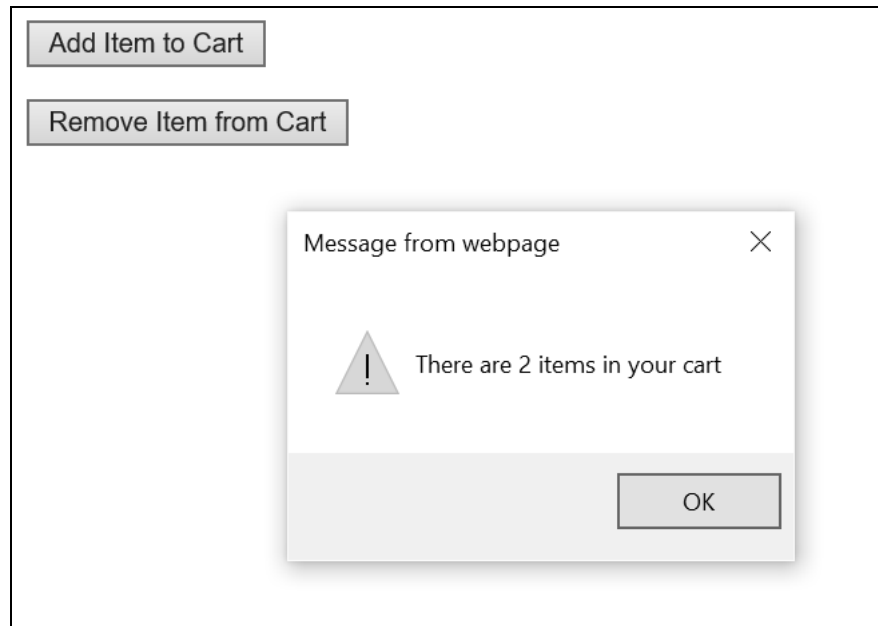 Add Item to Cart
Remove Item from Cart
Message from webpage
!
There are 2 items in your cart
OK